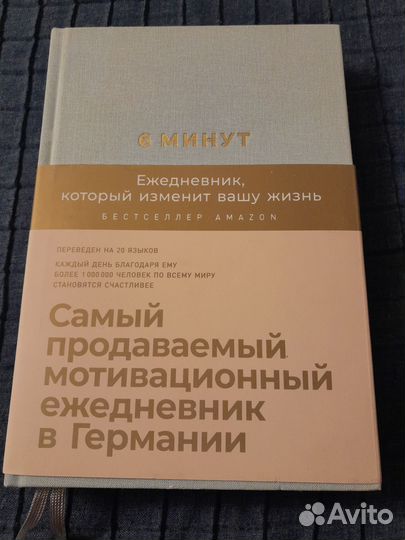 6 МИНУТ
Ежедневник,
который изменит вашу жизнь
БЕСТСЕЛЛЕР AMAZON
ПЕРЕВЕДЕН НА 20 ЯЗЫКОВ
КАЖДЫЙ ДЕНЬ БЛАГОДАРЯ ЕМУ
БОЛЕЕ 1 000 000 ЧЕЛОВЕК ПО ВСЕМУ МИРУ
СТАНОВЯТСЯ СЧАСТЛИВЕЕ
Самый
продаваемый
мотивационный
ежедневник
в Германии
Avito